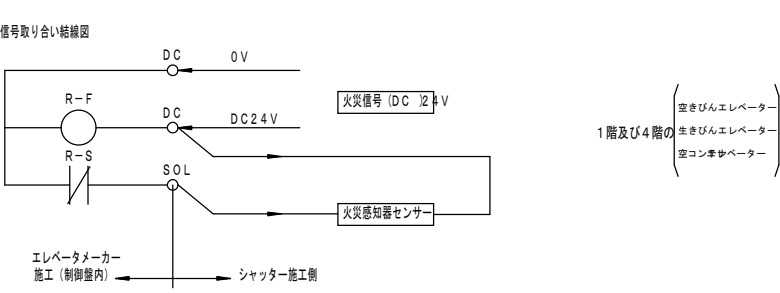 信号取り合い結線図
DC
0V
R-F
DC
DC24V
火災信号(DC )24V
R-S
SOL
火災感知器センサー
エレベータメーカー
施工(制御盤内)
シャッター施工側
1階及び4階の
空きびんエレベーター
生きびんエレベーター